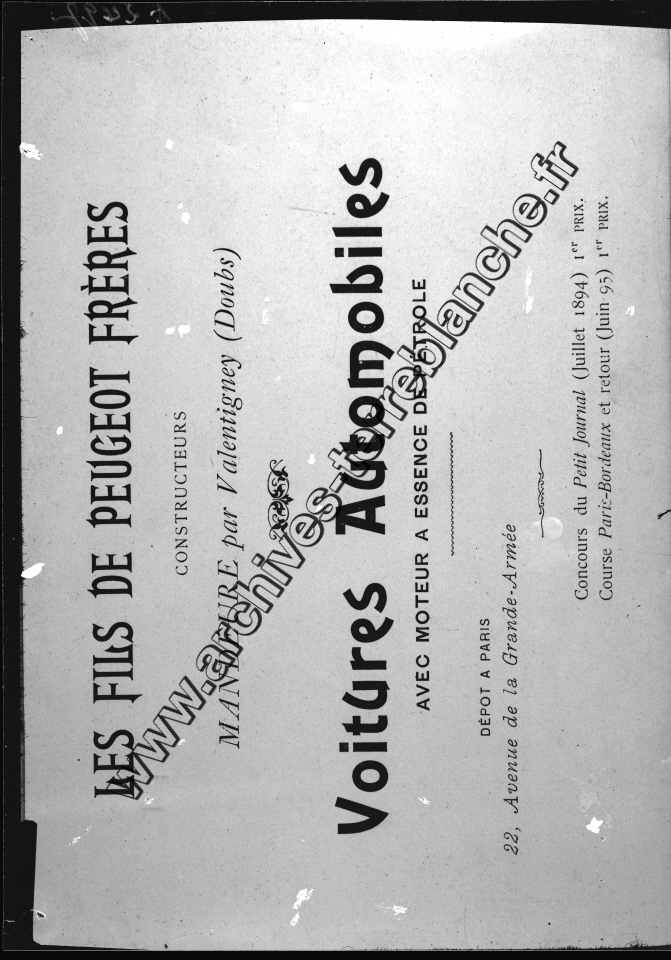 LES FILS DE PEUGEOT FRÈRES
CONSTRUCTEURS
MANDEURE par Valentigney (Doubs)
Voitures Automobiles
AVEC MOTEUR A ESSENCE DE PÉTROLE
DÉPOT A PARIS
22, Avenue de la Grande-Armée
Concours du Petit Journal (Juillet 1894) 1er PRIX.
Course Paris-Bordeaux et retour (Juin 95) 1er PRIX.
www.archives-terreblanche.fr